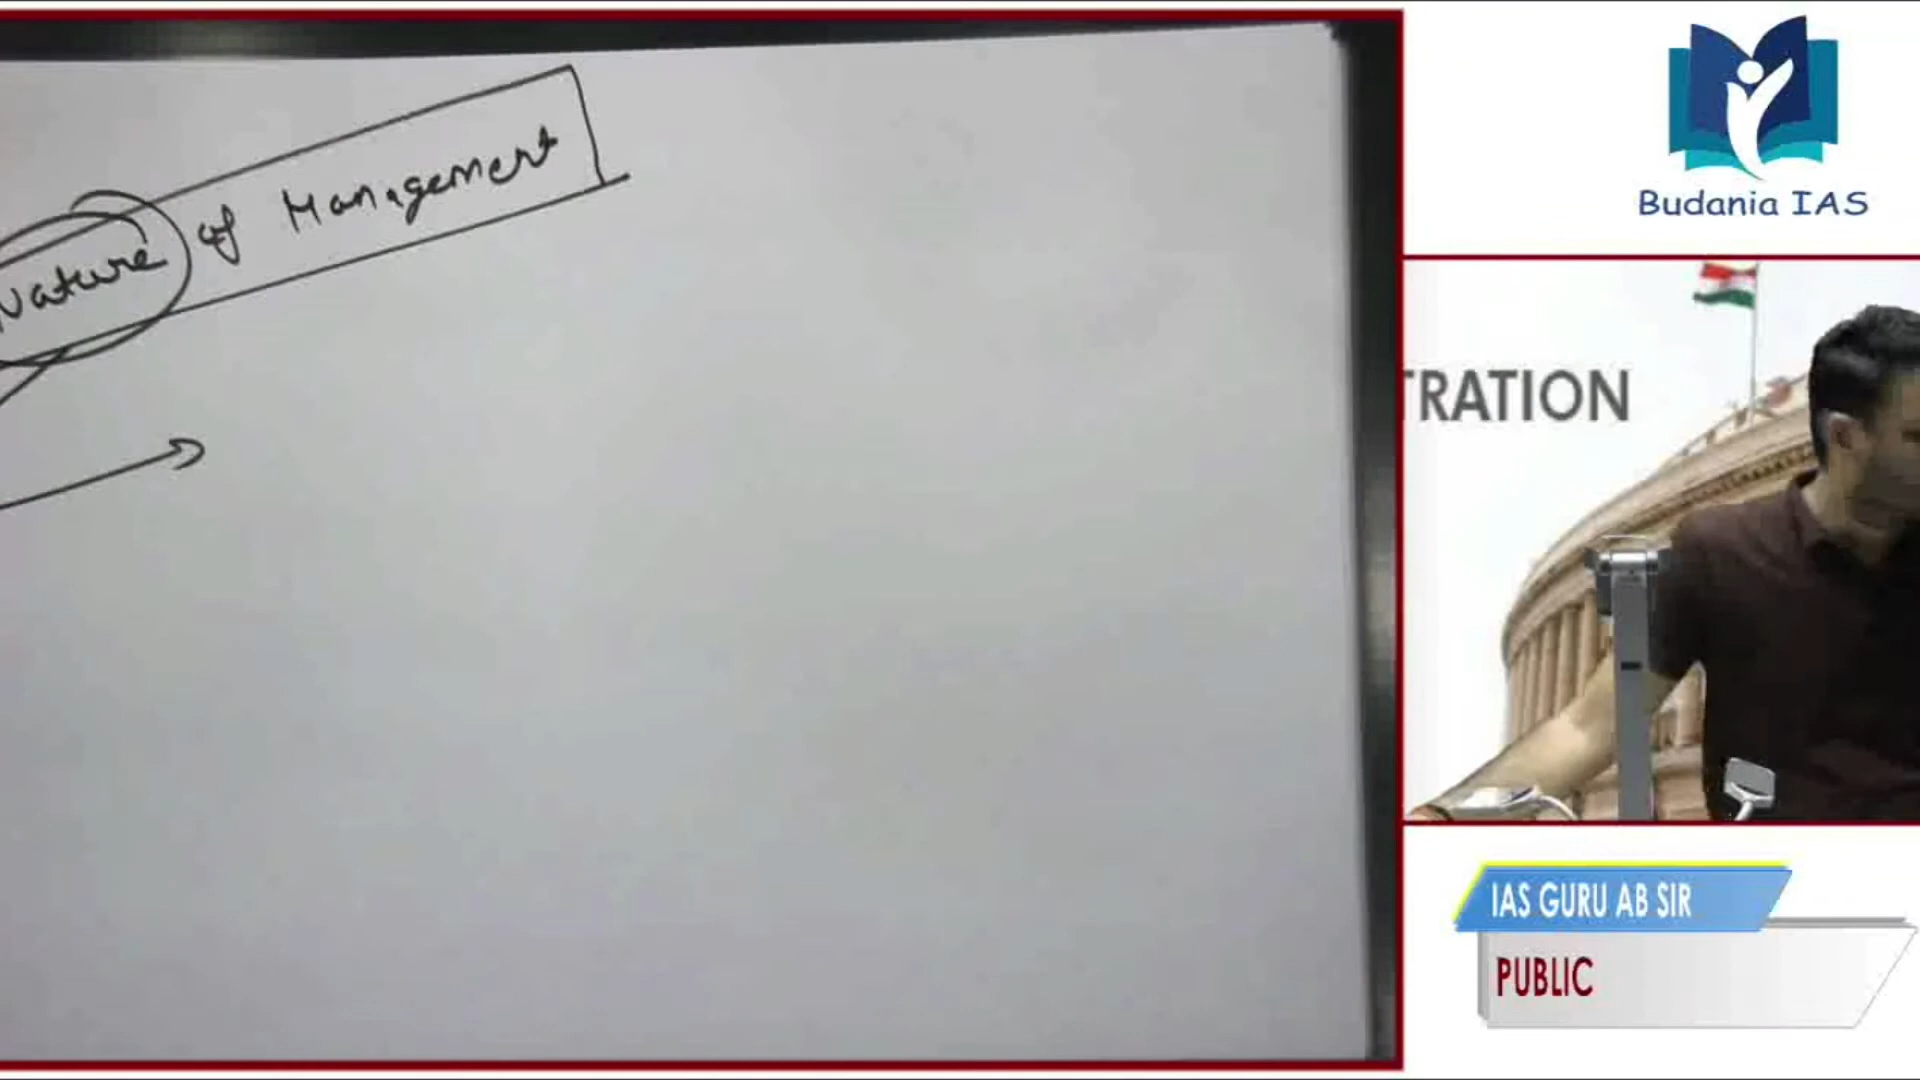 Nature of Management
Budania IAS
TRATION
IAS GURU AB SIR
PUBLIC